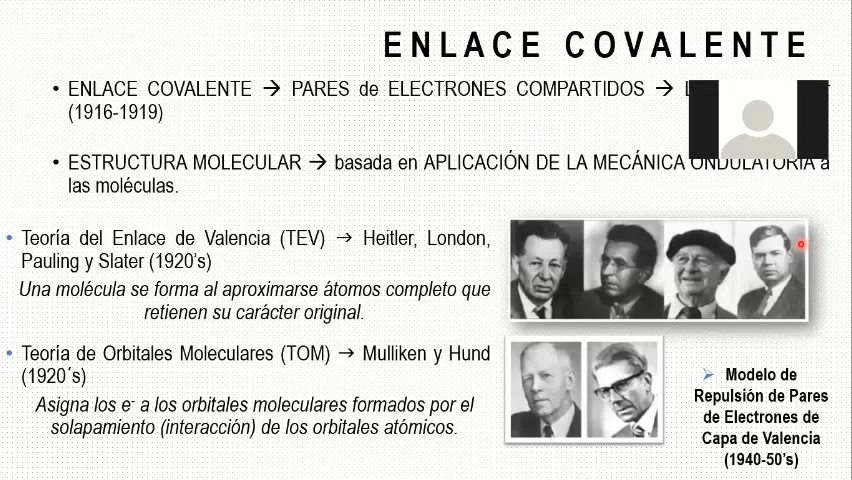 ENLACE COVALENTE
• ENLACE COVALENTE → PARES de ELECTRONES COMPARTIDOS →
(1916-1919)
• ESTRUCTURA MOLECULAR → basada en APLICACIÓN DE LA MECÁNICA ONDULATORIA a
las moléculas.
• Teoría del Enlace de Valencia (TEV) → Heitler, London,
Pauling y Slater (1920's)
Una molécula se forma al aproximarse átomos completo que
retienen su carácter original.
• Teoría de Orbitales Moleculares (TOM) → Mulliken y Hund
(1920´s)
Asigna los e- a los orbitales moleculares formados por el
solapamiento (interacción) de los orbitales atómicos.
➢ Modelo de
Repulsión de Pares
de Electrones de
Capa de Valencia
(1940-50's)